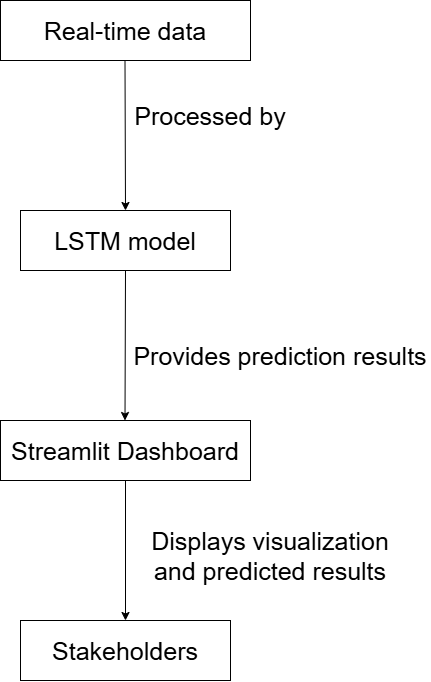 Real-time data
Processed by
LSTM model
Provides prediction results
Streamlit Dashboard
Displays visualization
and predicted results
Stakeholders